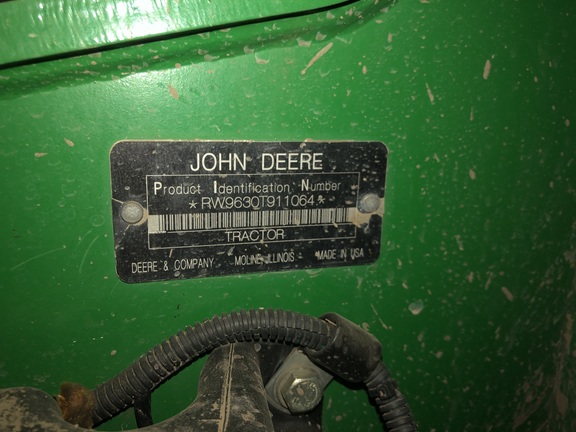 JOHN DEERE
Product Identification Number
*RW9630T911064*
TRACTOR
DEERE & COMPANY MOLINE, ILLINOIS MADE IN USA